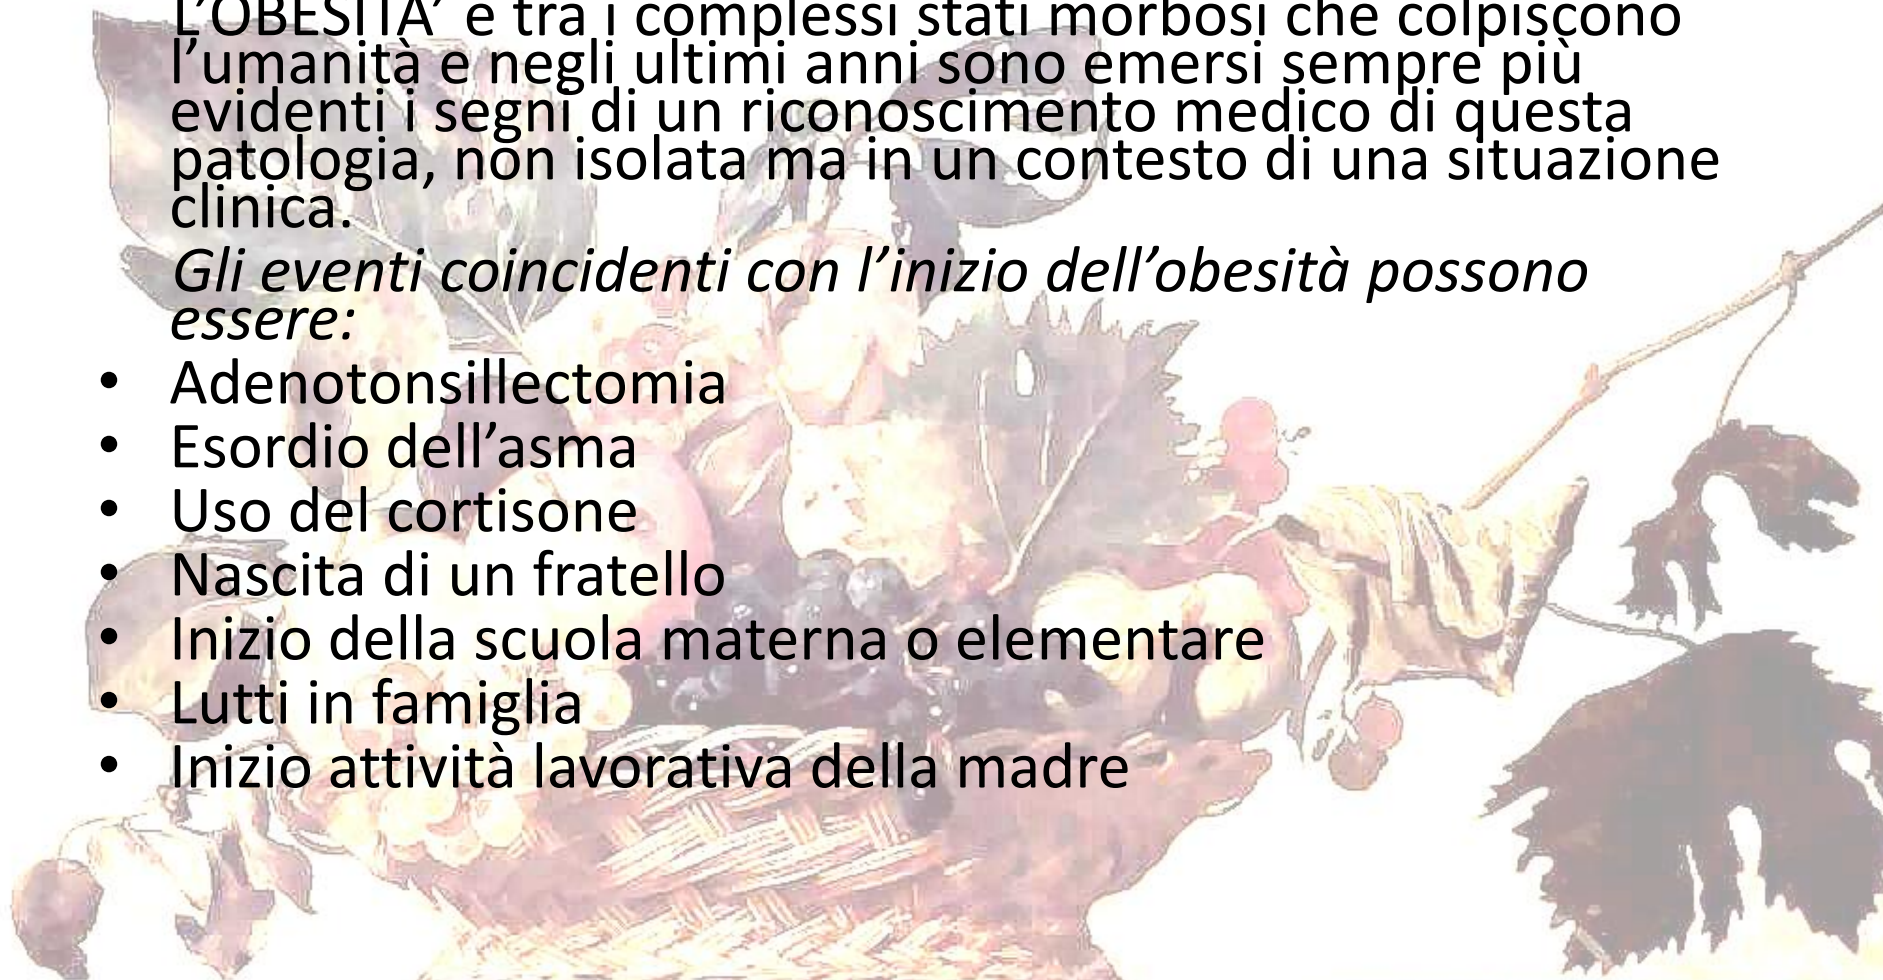 L’OBESITA’ è tra i complessi stati morbosi che colpiscono
l’umanità e negli ultimi anni sono emersi sempre più
evidenti i segni di un riconoscimento medico di questa
patologia, non isolata ma in un contesto di una situazione
clinica.
Gli eventi coincidenti con l’inizio dell’obesità possono
essere:
• Adenotonsillectomia
• Esordio dell’asma
• Uso del cortisone
• Nascita di un fratello
• Inizio della scuola materna o elementare
• Lutti in famiglia
• Inizio attività lavorativa della madre